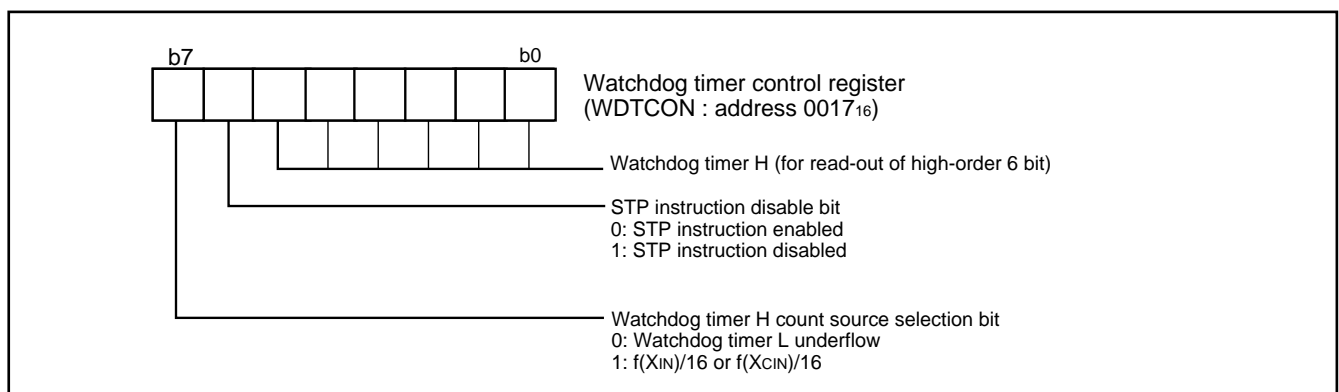 b7 b0
Watchdog timer control register
(WDTCON : address 0017₁₆)
Watchdog timer H (for read-out of high-order 6 bit)
STP instruction disable bit
0: STP instruction enabled
1: STP instruction disabled
Watchdog timer H count source selection bit
0: Watchdog timer L underflow
1: f(XIN)/16 or f(XCIN)/16